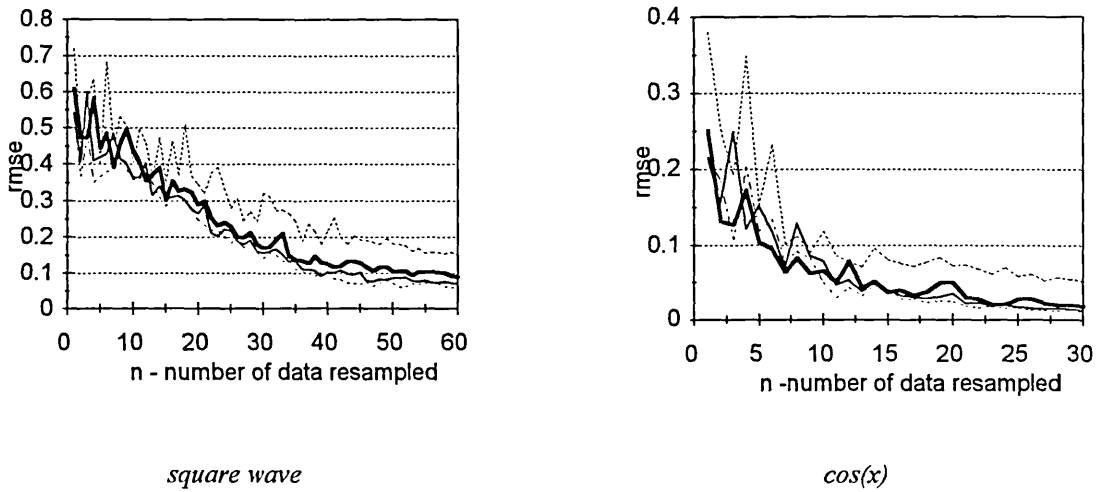 0.8
0.7
0.6
0.5
0.4
0.3
0.2
0.1
0
rmse
0 10 20 30 40 50 60
n - number of data resampled
square wave
0.4
0.3
0.2
0.1
0
rmse
0 5 10 15 20 25 30
n -number of data resampled
cos(x)